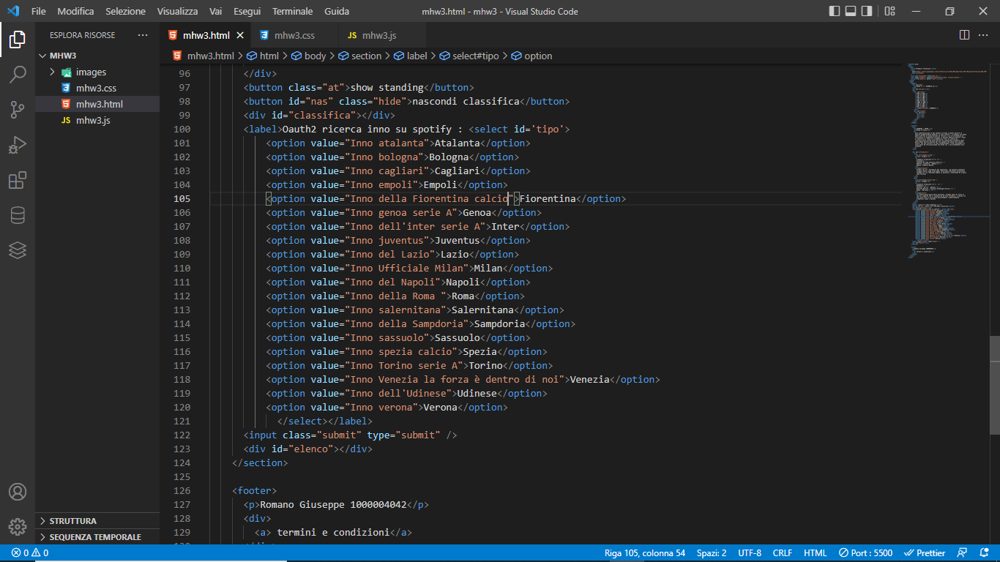 File Modifica Selezione Visualizza Vai Esegui Terminale Guida mhw3.html - mhw3 - Visual Studio Code
ESPLORA RISORSE ···
MHW3
images
mhw3.css
mhw3.html
mhw3.js
STRUTTURA
SEQUENZA TEMPORALE
mhw3.html mhw3.css JS mhw3.js
mhw3.html > html > body > section > label > select#tipo > option
96 </div>
97 <button class="at">show standing</button>
98 <button id="nas" class="hide">nascondi classifica</button>
99 <div id="classifica"></div>
100 <label>Oauth2 ricerca inno su spotify : <select id='tipo'>
101 <option value="Inno atalanta">Atalanta</option>
102 <option value="Inno bologna">Bologna</option>
103 <option value="Inno cagliari">Cagliari</option>
104 <option value="Inno empoli">Empoli</option>
105 <option value="Inno della Fiorentina calcio">Fiorentina</option>
106 <option value="Inno genoa serie A">Genoa</option>
107 <option value="Inno dell'inter serie A">Inter</option>
108 <option value="Inno juventus">Juventus</option>
109 <option value="Inno del Lazio">Lazio</option>
110 <option value="Inno Ufficiale Milan">Milan</option>
111 <option value="Inno del Napoli">Napoli</option>
112 <option value="Inno della Roma ">Roma</option>
113 <option value="Inno salernitana">Salernitana</option>
114 <option value="Inno della Sampdoria">Sampdoria</option>
115 <option value="Inno sassuolo">Sassuolo</option>
116 <option value="Inno spezia calcio">Spezia</option>
117 <option value="Inno Torino serie A">Torino</option>
118 <option value="Inno Venezia la forza è dentro di noi">Venezia</option>
119 <option value="Inno dell'Udinese">Udinese</option>
120 <option value="Inno verona">Verona</option>
121 </select></label>
122 <input class="submit" type="submit" />
123 <div id="elenco"></div>
124 </section>
125
126 <footer>
127 <p>Romano Giuseppe 1000004042</p>
128 <div>
129 <a> termini e condizioni</a>
0 0 Riga 105, colonna 54 Spazi: 2 UTF-8 CRLF HTML Port : 5500 Prettier